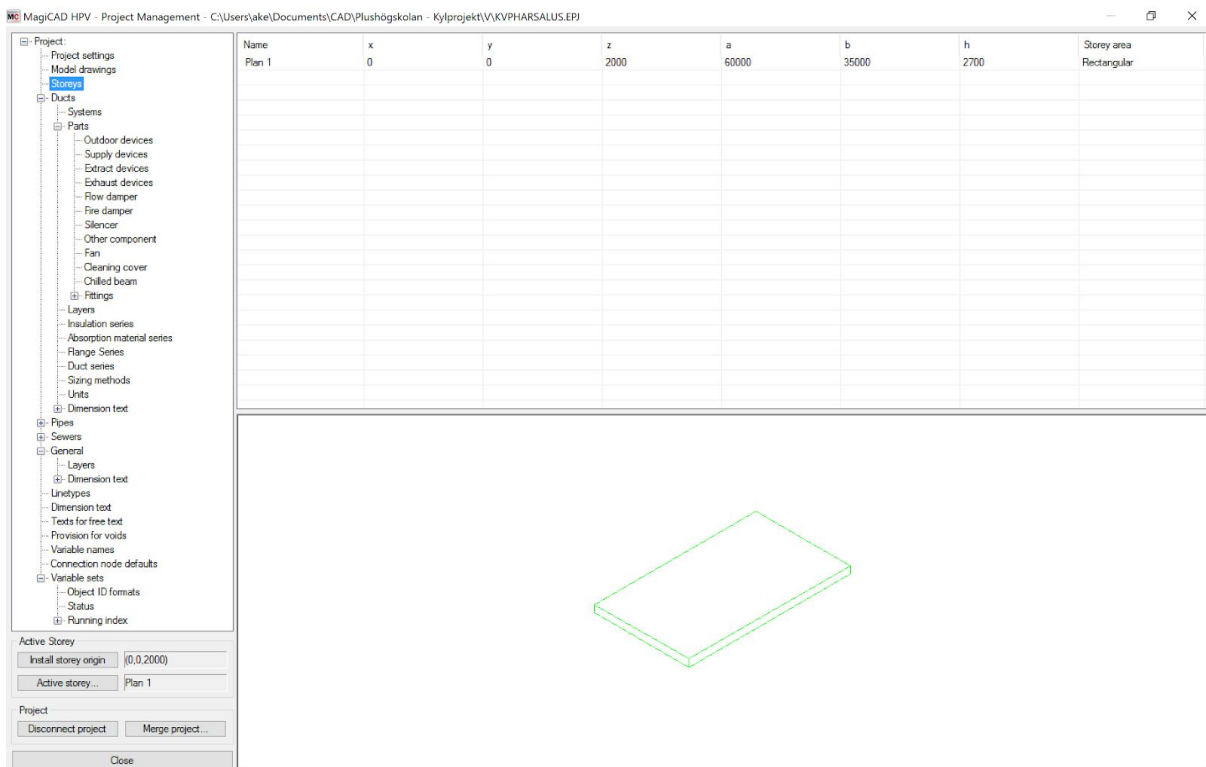 MC MagiCAD HPV - Project Management - C:\Users\ake\Documents\CAD\Plushögskolan - Kylprojekt\V\KVPHARSALUS.EPJ
Project:
Project settings
Model drawings
Storeys
Ducts
Systems
Parts
Outdoor devices
Supply devices
Extract devices
Exhaust devices
Flow damper
Fire damper
Silencer
Other component
Fan
Cleaning cover
Chilled beam
Fittings
Layers
Insulation series
Absorption material series
Flange Series
Duct series
Sizing methods
Units
Dimension text
Pipes
Sewers
General
Layers
Dimension text
Linetypes
Dimension text
Texts for free text
Provision for voids
Variable names
Connection node defaults
Variable sets
Object ID formats
Status
Running index
Active Storey
Install storey origin (0,0,2000)
Active storey... Plan 1
Project
Disconnect project Merge project...
Close
Name x y z a b h Storey area
Plan 1 0 0 2000 60000 35000 2700 Rectangular